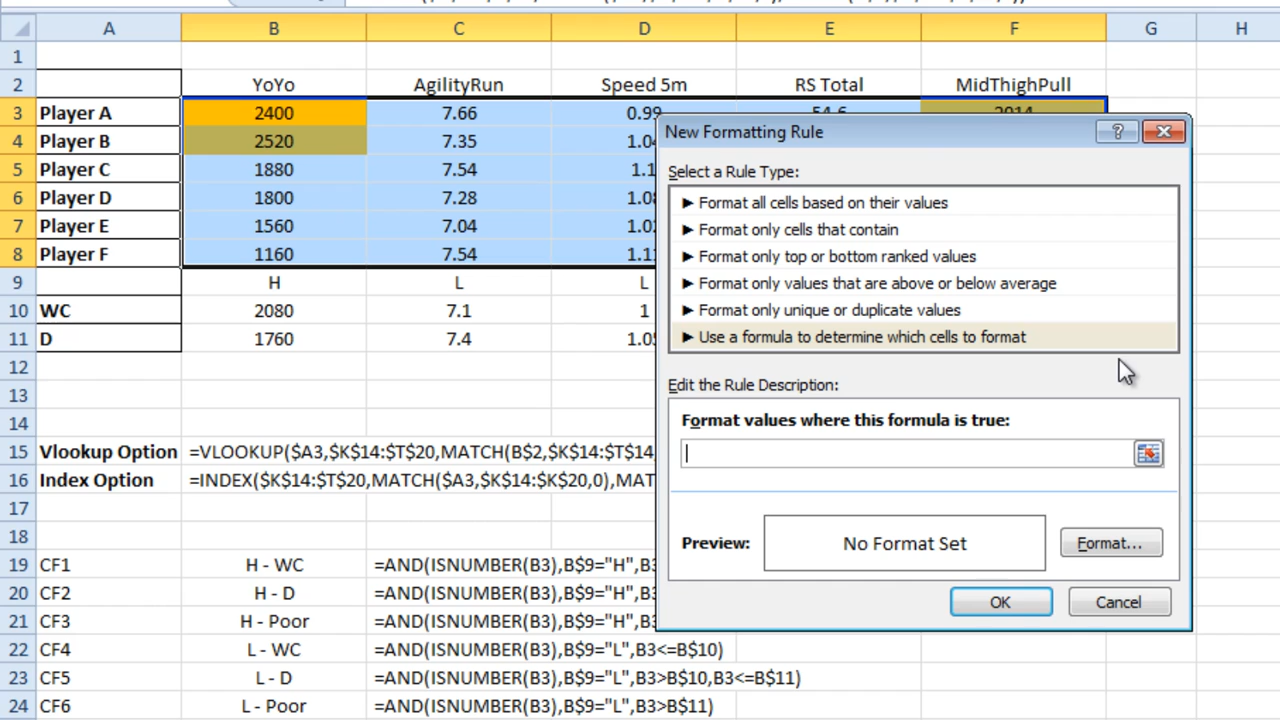 A B C D E F G H
1
2 YoYo AgilityRun Speed 5m RS Total MidThighPull
3 Player A 2400 7.66 0.99
4 Player B 2520 7.35
5 Player C 1880 7.54
6 Player D 1800 7.28
7 Player E 1560 7.04
8 Player F 1160 7.54
9 H L L
10 WC 2080 7.1 1
11 D 1760 7.4
12
13
14
15 Vlookup Option =VLOOKUP($A3,$K$14:$T$20,MATCH(B$2,$K$14:$T$14,
16 Index Option =INDEX($K$14:$T$20,MATCH($A3,$K$14:$K$20,0),MAT
17
18
19 CF1 H - WC =AND(ISNUMBER(B3),B$9="H",B3
20 CF2 H - D =AND(ISNUMBER(B3),B$9="H",B3
21 CF3 H - Poor =AND(ISNUMBER(B3),B$9="H",B3
22 CF4 L - WC =AND(ISNUMBER(B3),B$9="L",B3<=B$10)
23 CF5 L - D =AND(ISNUMBER(B3),B$9="L",B3>B$10,B3<=B$11)
24 CF6 L - Poor =AND(ISNUMBER(B3),B$9="L",B3>B$11)
New Formatting Rule
?
Select a Rule Type:
► Format all cells based on their values
► Format only cells that contain
► Format only top or bottom ranked values
► Format only values that are above or below average
► Format only unique or duplicate values
► Use a formula to determine which cells to format
Edit the Rule Description:
Format values where this formula is true:
Preview: No Format Set Format...
OK Cancel